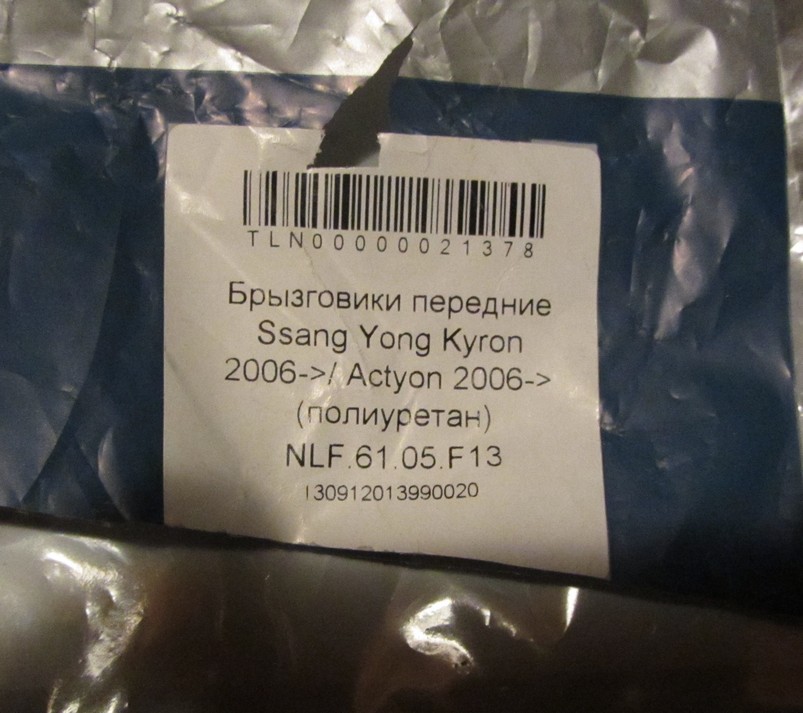 TLN00000021378
Брызговики передние
Ssang Yong Kyron
2006->/ Actyon 2006->
(полиуретан)
NLF.61.05.F13
130912013990020